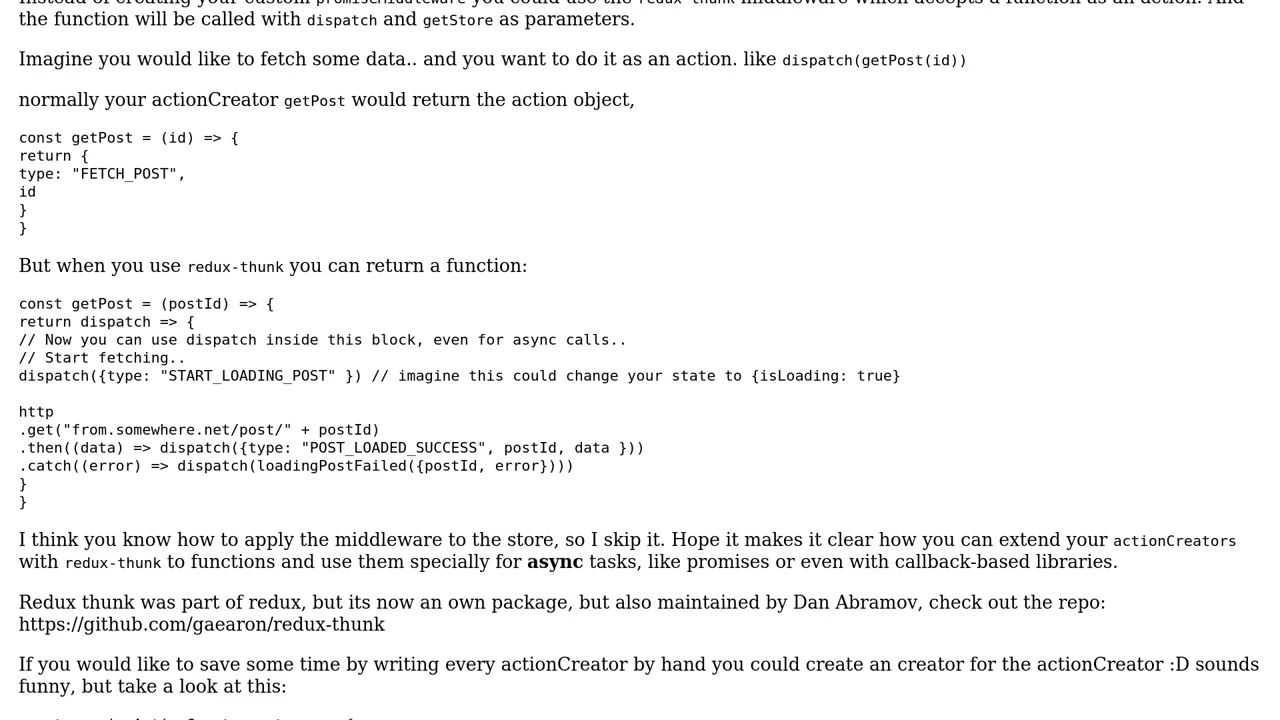 the function will be called with dispatch and getStore as parameters.
Imagine you would like to fetch some data.. and you want to do it as an action. like dispatch(getPost(id))
normally your actionCreator getPost would return the action object,
const getPost = (id) => {
return {
type: "FETCH_POST",
id
}
}
But when you use redux-thunk you can return a function:
const getPost = (postId) => {
return dispatch => {
// Now you can use dispatch inside this block, even for async calls..
// Start fetching..
dispatch({type: "START_LOADING_POST" }) // imagine this could change your state to {isLoading: true}
http
.get("from.somewhere.net/post/" + postId)
.then((data) => dispatch({type: "POST_LOADED_SUCCESS", postId, data }))
.catch((error) => dispatch(loadingPostFailed({postId, error})))
}
}
I think you know how to apply the middleware to the store, so I skip it. Hope it makes it clear how you can extend your actionCreators
with redux-thunk to functions and use them specially for async tasks, like promises or even with callback-based libraries.
Redux thunk was part of redux, but its now an own package, but also maintained by Dan Abramov, check out the repo:
https://github.com/gaearon/redux-thunk
If you would like to save some time by writing every actionCreator by hand you could create an creator for the actionCreator :D sounds
funny, but take a look at this: